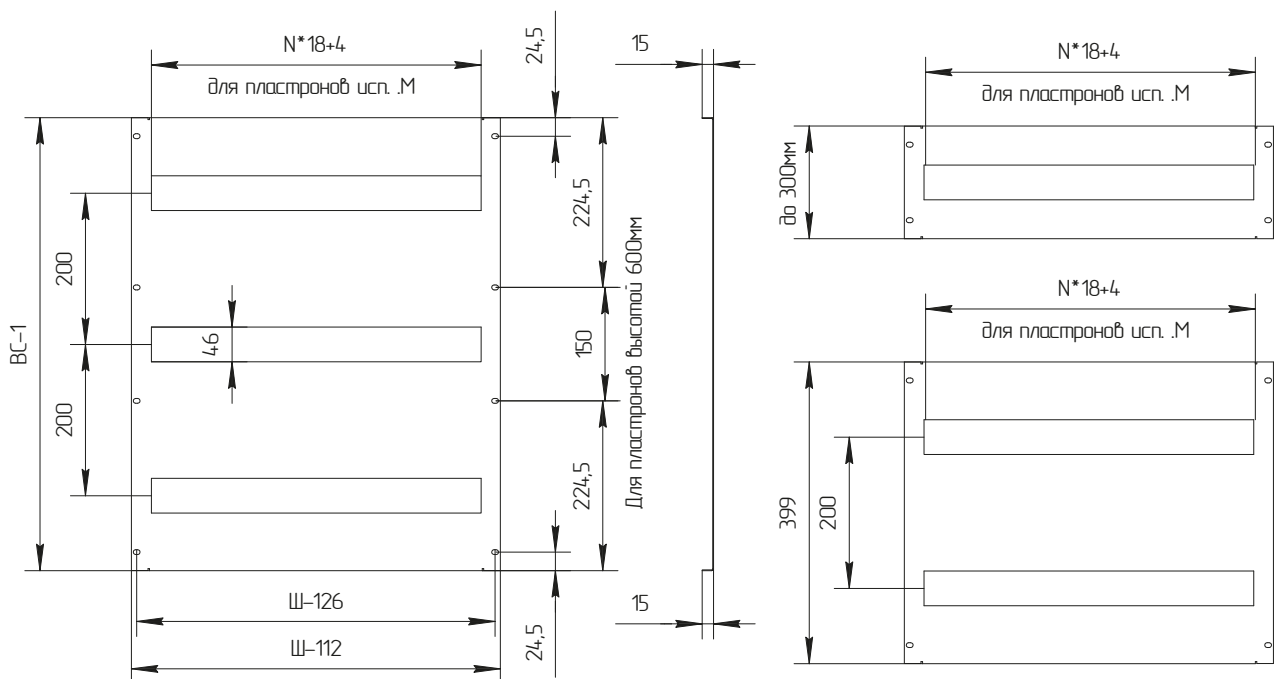 N*18+4
для пластронов исп. .М
24,5
15
224,5
200
ВС-1
46
150
Для пластронов высотой 600мм
200
224,5
Ш-126
Ш-112
24,5
15
N*18+4
для пластронов исп. .М
до 300мм
N*18+4
для пластронов исп. .М
399
200